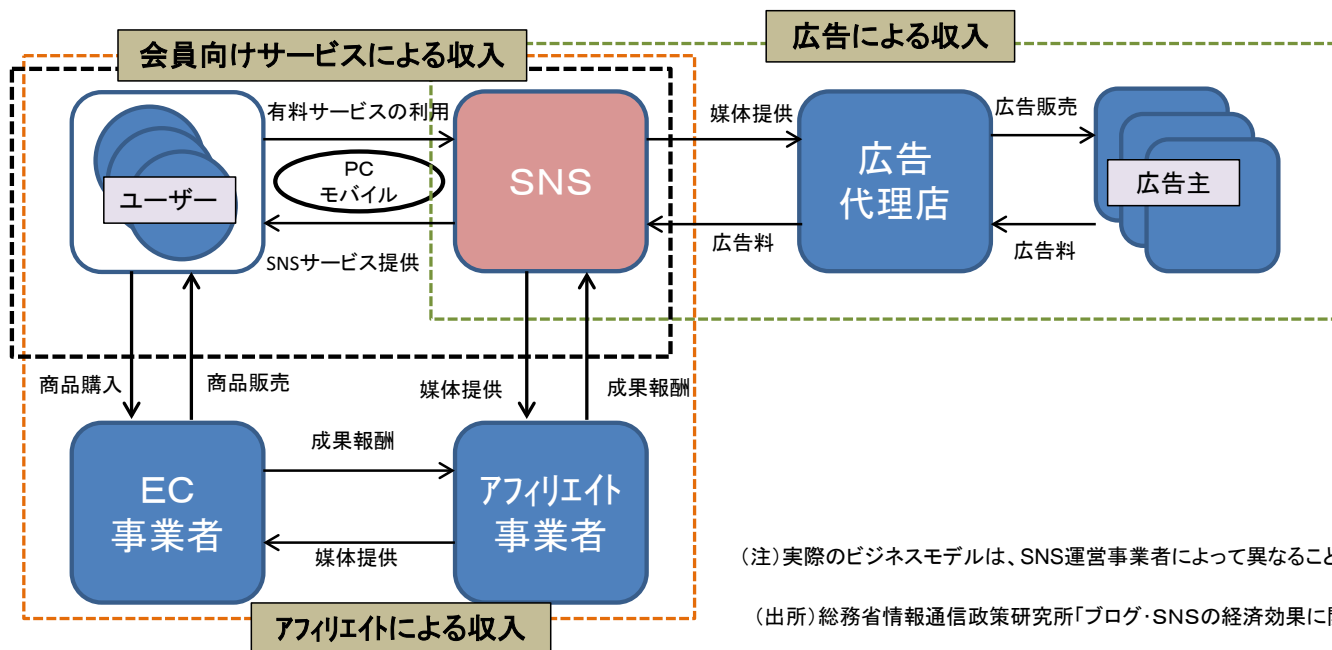 会員向けサービスによる収入
広告による収入
有料サービスの利用
PC
モバイル
ユーザー
SNSサービス提供
SNS
媒体提供
広告料
広告
代理店
広告販売
広告料
広告主
商品購入
商品販売
媒体提供
成果報酬
EC
事業者
成果報酬
媒体提供
アフィリエイト
事業者
アフィリエイトによる収入
(注)実際のビジネスモデルは、SNS運営事業者によって異なること
(出所)総務省情報通信政策研究所「ブログ・SNSの経済効果に